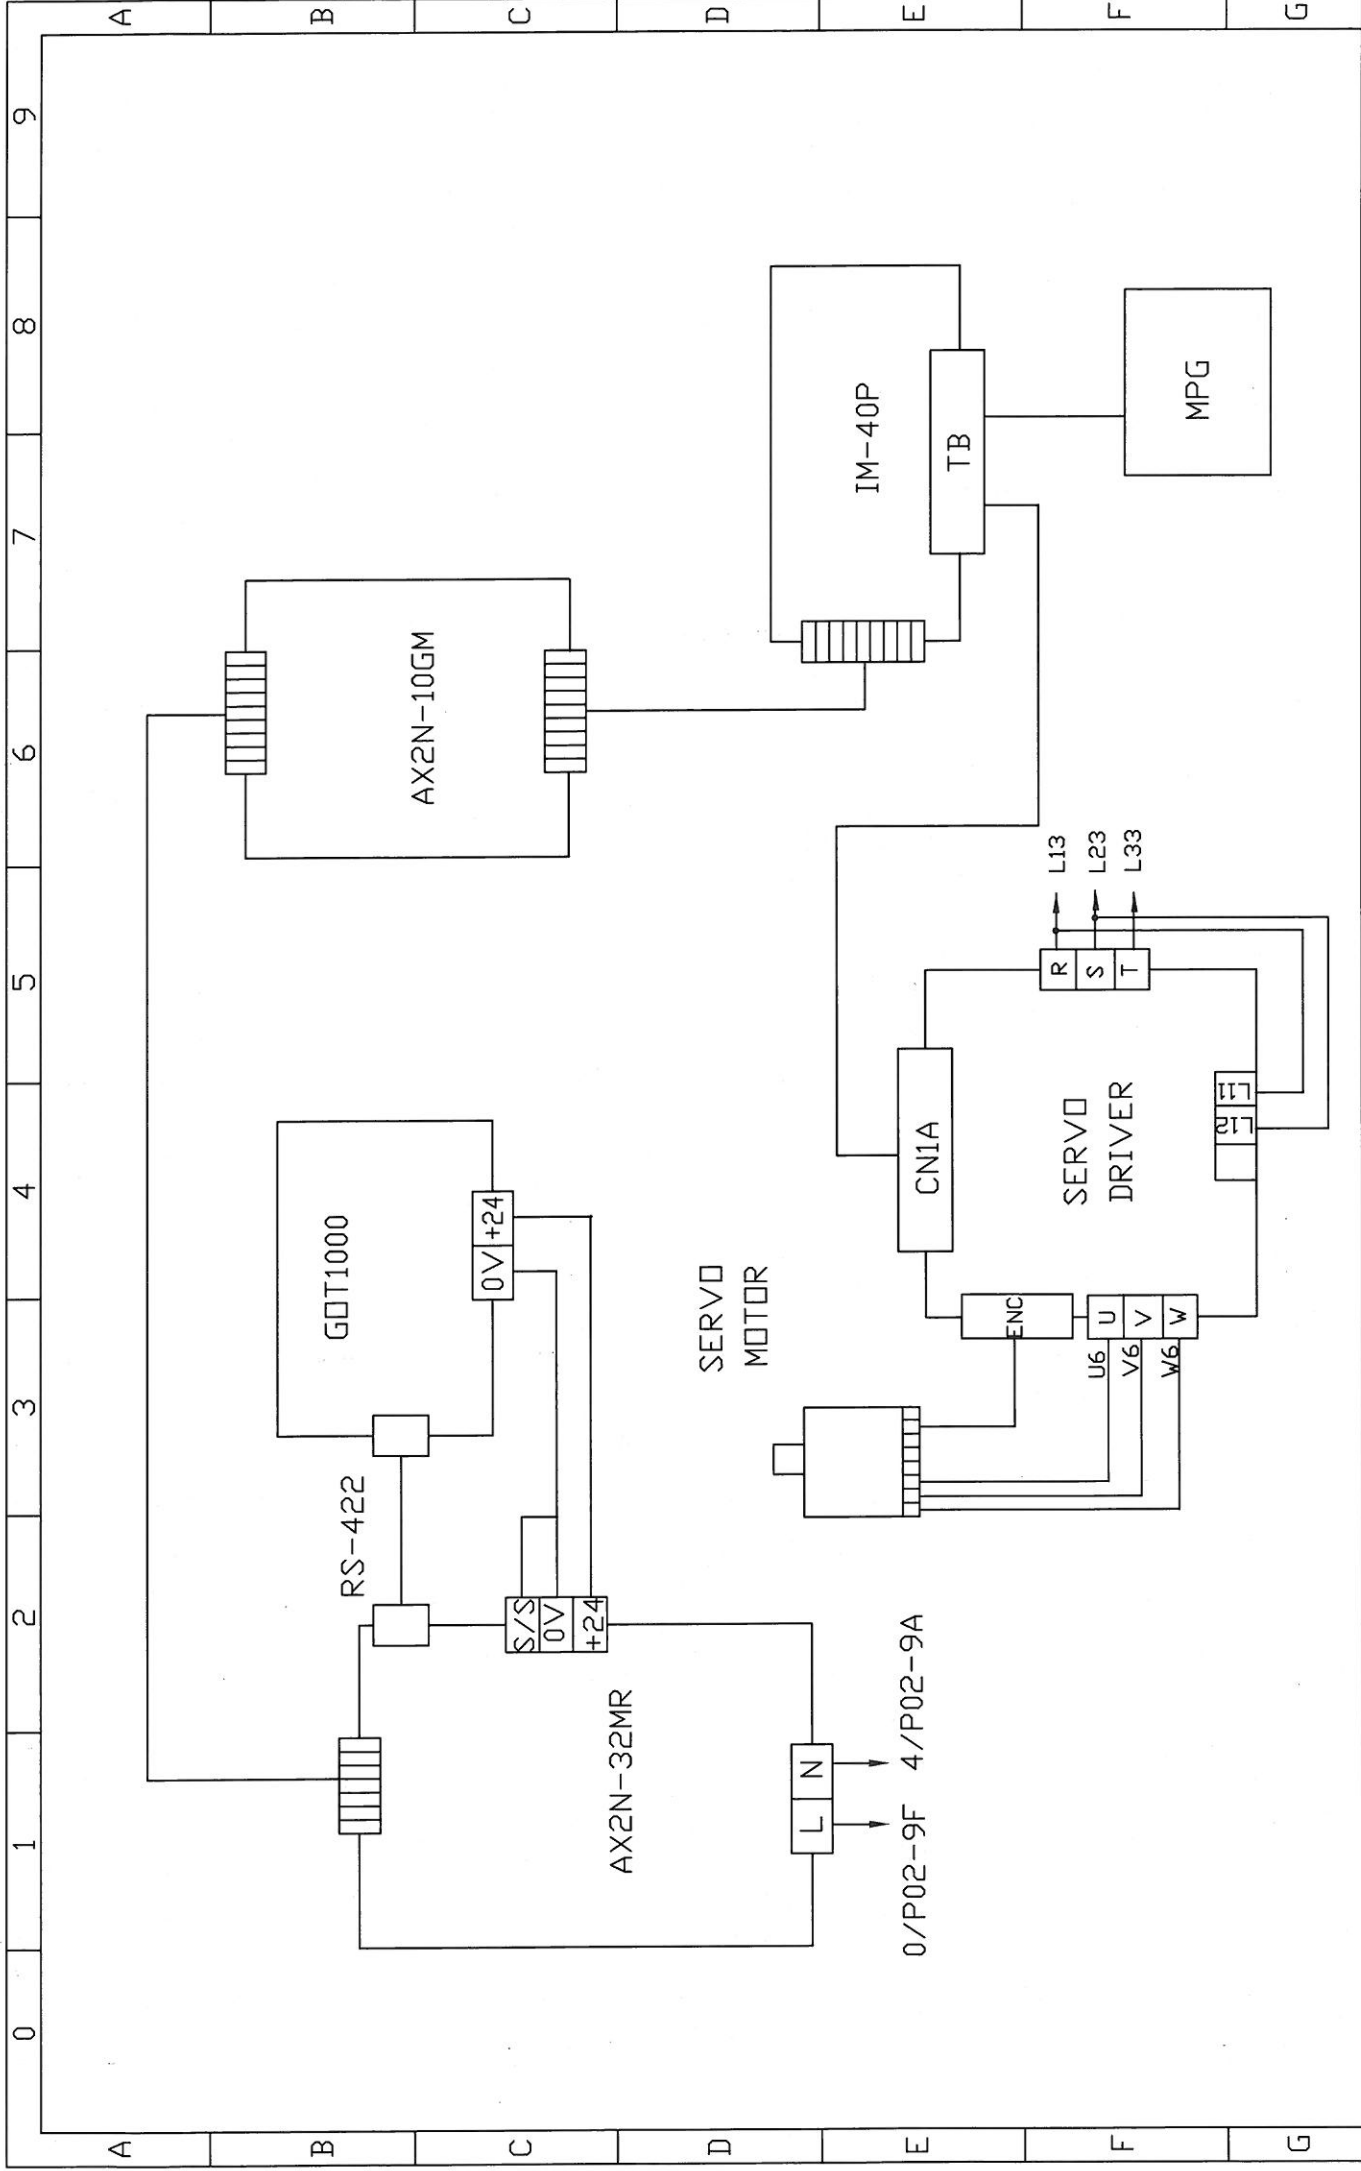 0 1 2 3 4 5 6 7 8 9
A
B
C
D
E
F
G
A
B
C
D
E
F
G
RS-422
GOT1000
0V +24
AX2N-10GM
S/S
0V
+24
AX2N-32MR
L N
0/P02-9F 4/P02-9A
SERVO
MOTOR
IM-40P
TB
MPG
CN1A
ENC
U
V
W
U6
V6
W6
SERVO
DRIVER
R
S
T
L13
L23
L33
L12 L11